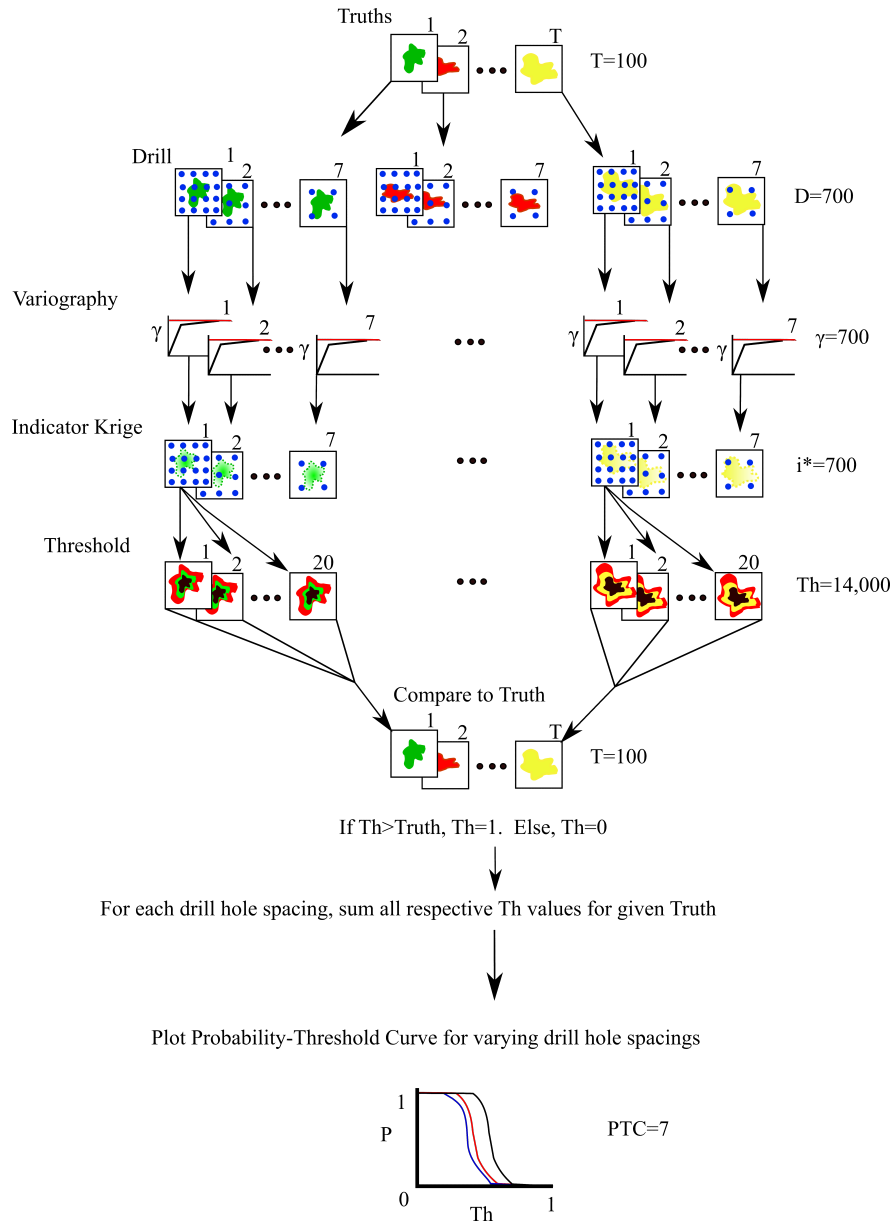 Truths
1
2
T
T=100
Drill
1
2
7
1
2
7
1
2
7
D=700
Variography
γ
1
2
γ
7
γ
1
2
γ
7
γ=700
Indicator Krige
1
2
7
1
2
7
i*=700
Threshold
1
2
20
1
2
20
Th=14,000
Compare to Truth
1
2
T
T=100
If Th>Truth, Th=1. Else, Th=0
For each drill hole spacing, sum all respective Th values for given Truth
Plot Probability-Threshold Curve for varying drill hole spacings
1
P
0
Th
1
PTC=7